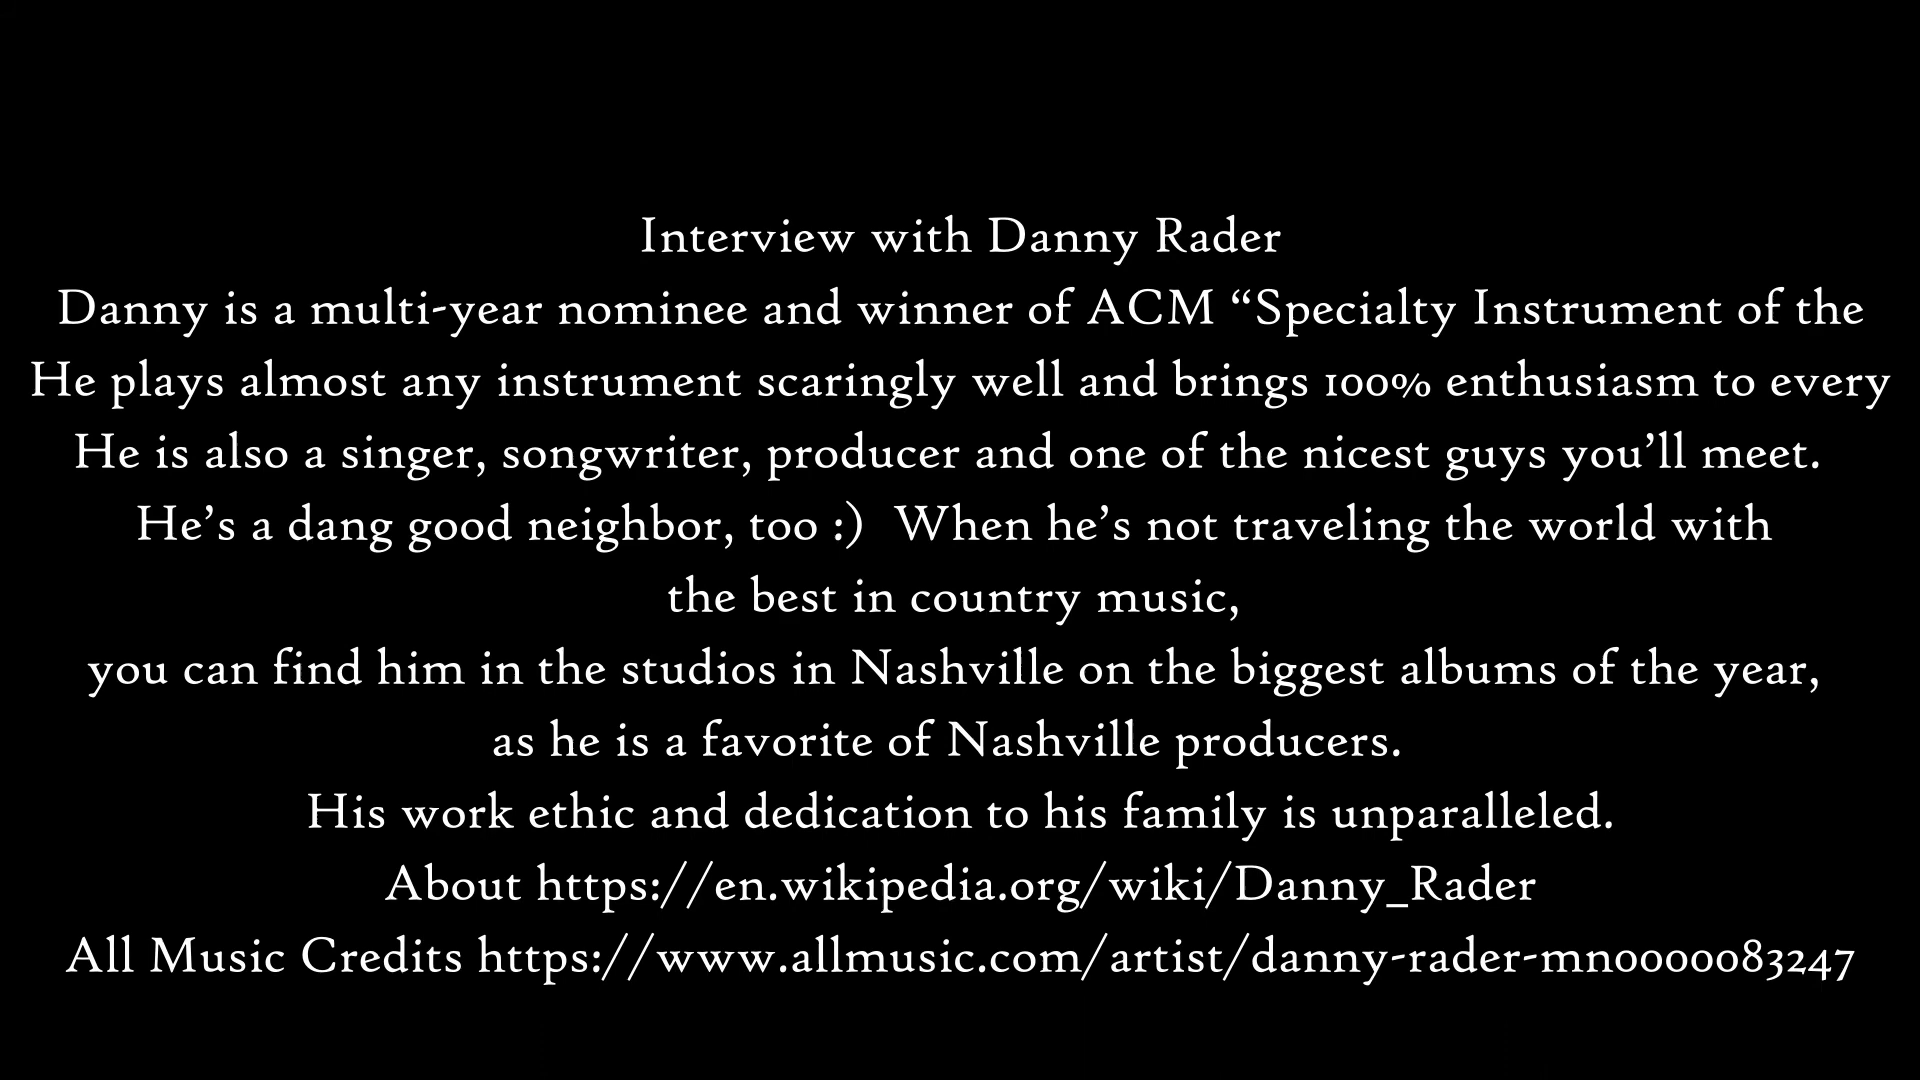 Interview with Danny Rader
Danny is a multi-year nominee and winner of ACM “Specialty Instrument of the
He plays almost any instrument scaringly well and brings 100% enthusiasm to every
He is also a singer, songwriter, producer and one of the nicest guys you’ll meet.
He’s a dang good neighbor, too :)  When he’s not traveling the world with
the best in country music,
you can find him in the studios in Nashville on the biggest albums of the year,
as he is a favorite of Nashville producers.
His work ethic and dedication to his family is unparalleled.
About https://en.wikipedia.org/wiki/Danny_Rader
All Music Credits https://www.allmusic.com/artist/danny-rader-mn0000083247